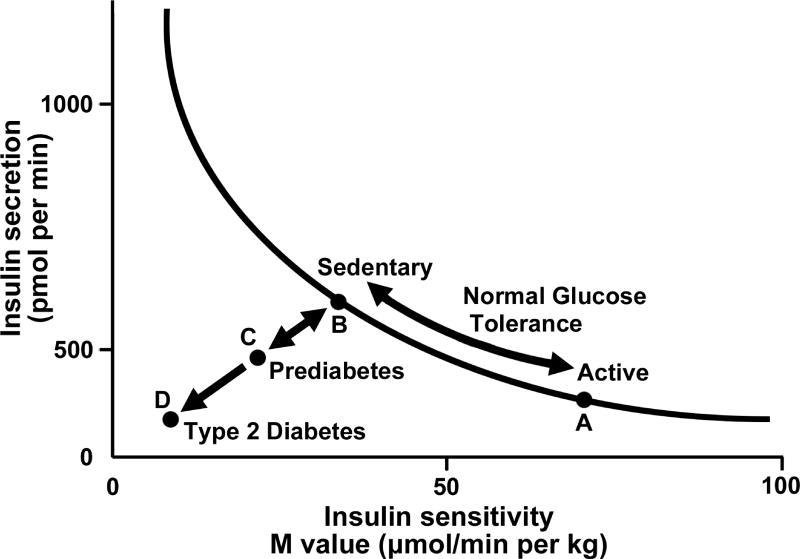 1000
Insulin secretion
(pmol per min)
Sedentary
Normal Glucose
Tolerance
B
C
500
Prediabetes
Active
D
A
Type 2 Diabetes
0
0
50
100
Insulin sensitivity
M value (µmol/min per kg)